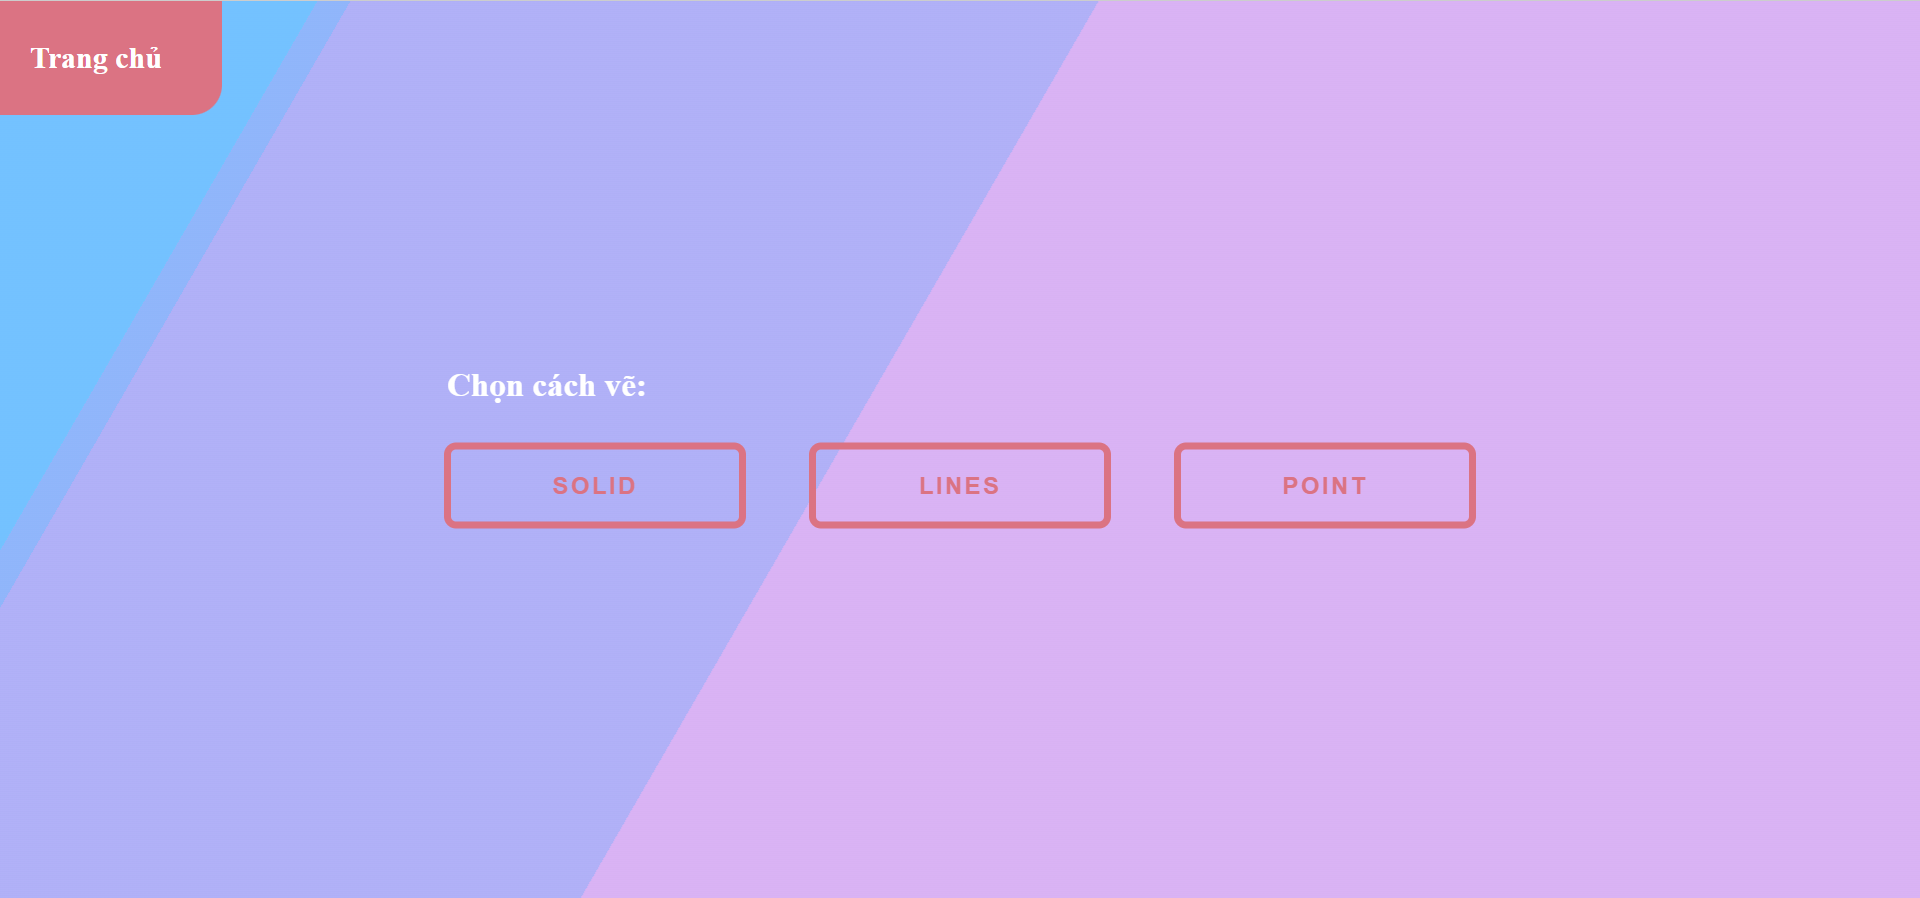 Trang chủ
Chọn cách vẽ:
SOLID
LINES
POINT